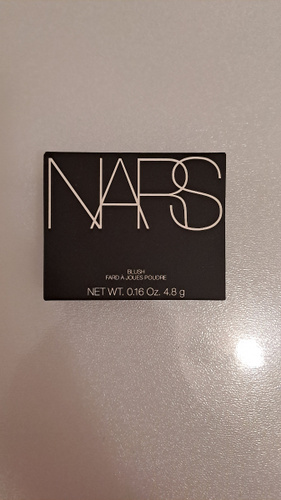 NARS
BLUSH
FARD A JOUES POUDRE
NET WT. 0.16 Oz. 4.8 g